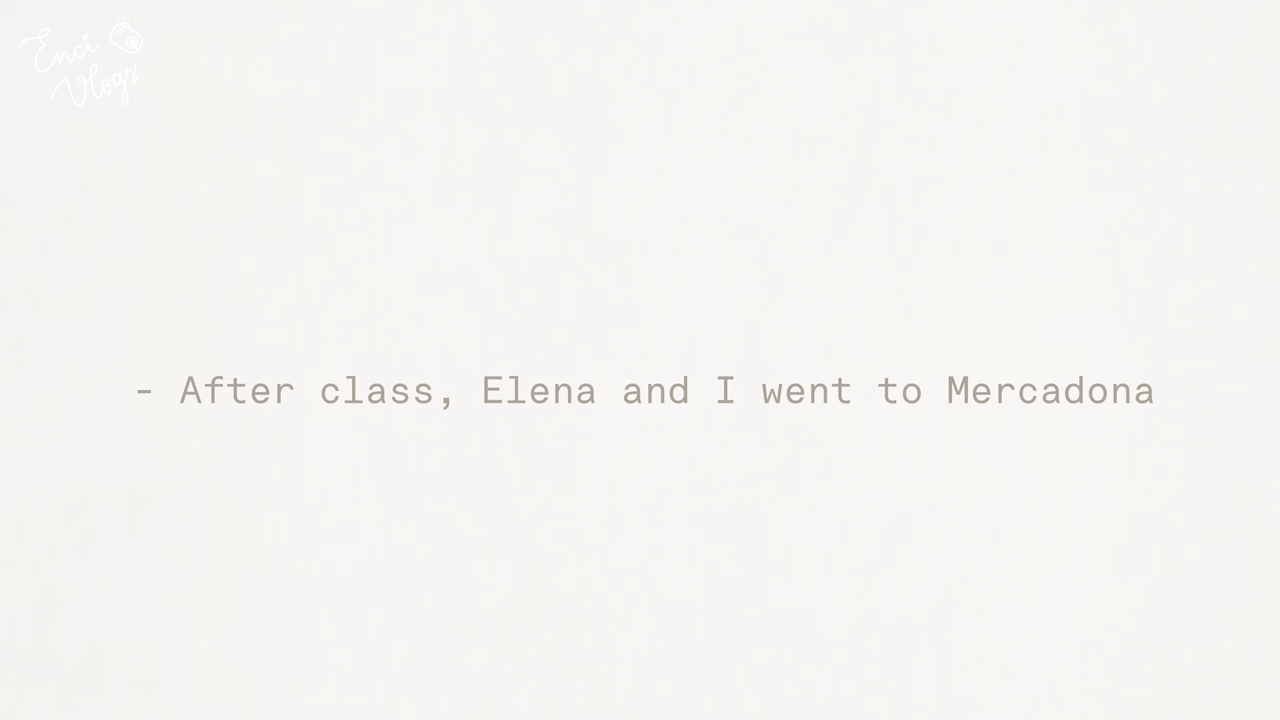 Enci
Vlogs
- After class, Elena and I went to Mercadona